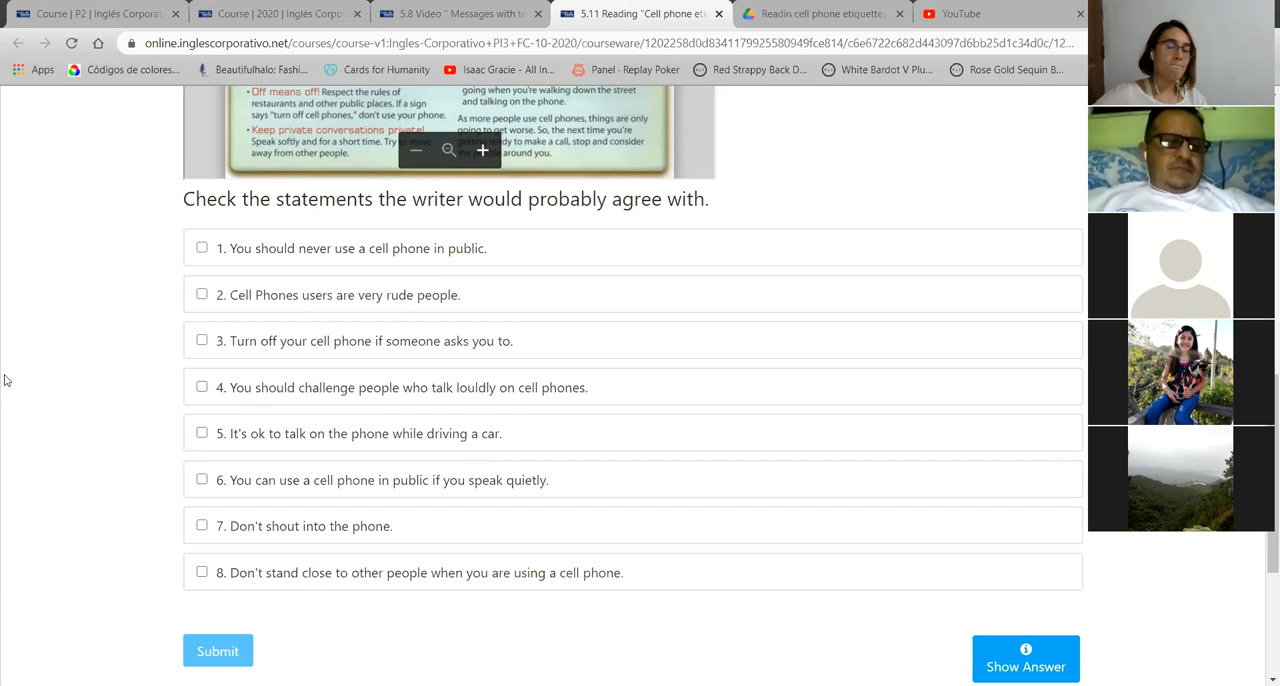 Course | P2 | Inglés Corporat
Course | 2020 | Inglés Corpo
5.8 Video " Messages with te
5.11 Reading "Cell phone eti
Readin cell phone etiquette.
YouTube
online.inglescorporativo.net/courses/course-v1:Ingles-Corporativo+PI3+FC-10-2020/courseware/1202258d0d8341179925580949fce814/c6e6722c682d443097d6bb25d1c34d0c/12...
Apps
Códigos de colores...
Beautifulhalo: Fashi...
Cards for Humanity
Isaac Gracie - All In...
Panel - Replay Poker
Red Strappy Back D...
White Bardot V Plu...
Rose Gold Sequin B...
• Off means off! Respect the rules of
restaurants and other public places. If a sign
says "turn off cell phones," don't use your phone.
• Keep private conversations private!
Speak softly and for a short time. Try to move
away from other people.
going when you're walking down the street
and talking on the phone.
As more people use cell phones, things are only
going to get worse. So, the next time you're
getting ready to make a call, stop and consider
the people around you.
Check the statements the writer would probably agree with.
1. You should never use a cell phone in public.
2. Cell Phones users are very rude people.
3. Turn off your cell phone if someone asks you to.
4. You should challenge people who talk louldly on cell phones.
5. It's ok to talk on the phone while driving a car.
6. You can use a cell phone in public if you speak quietly.
7. Don't shout into the phone.
8. Don't stand close to other people when you are using a cell phone.
Submit
Show Answer